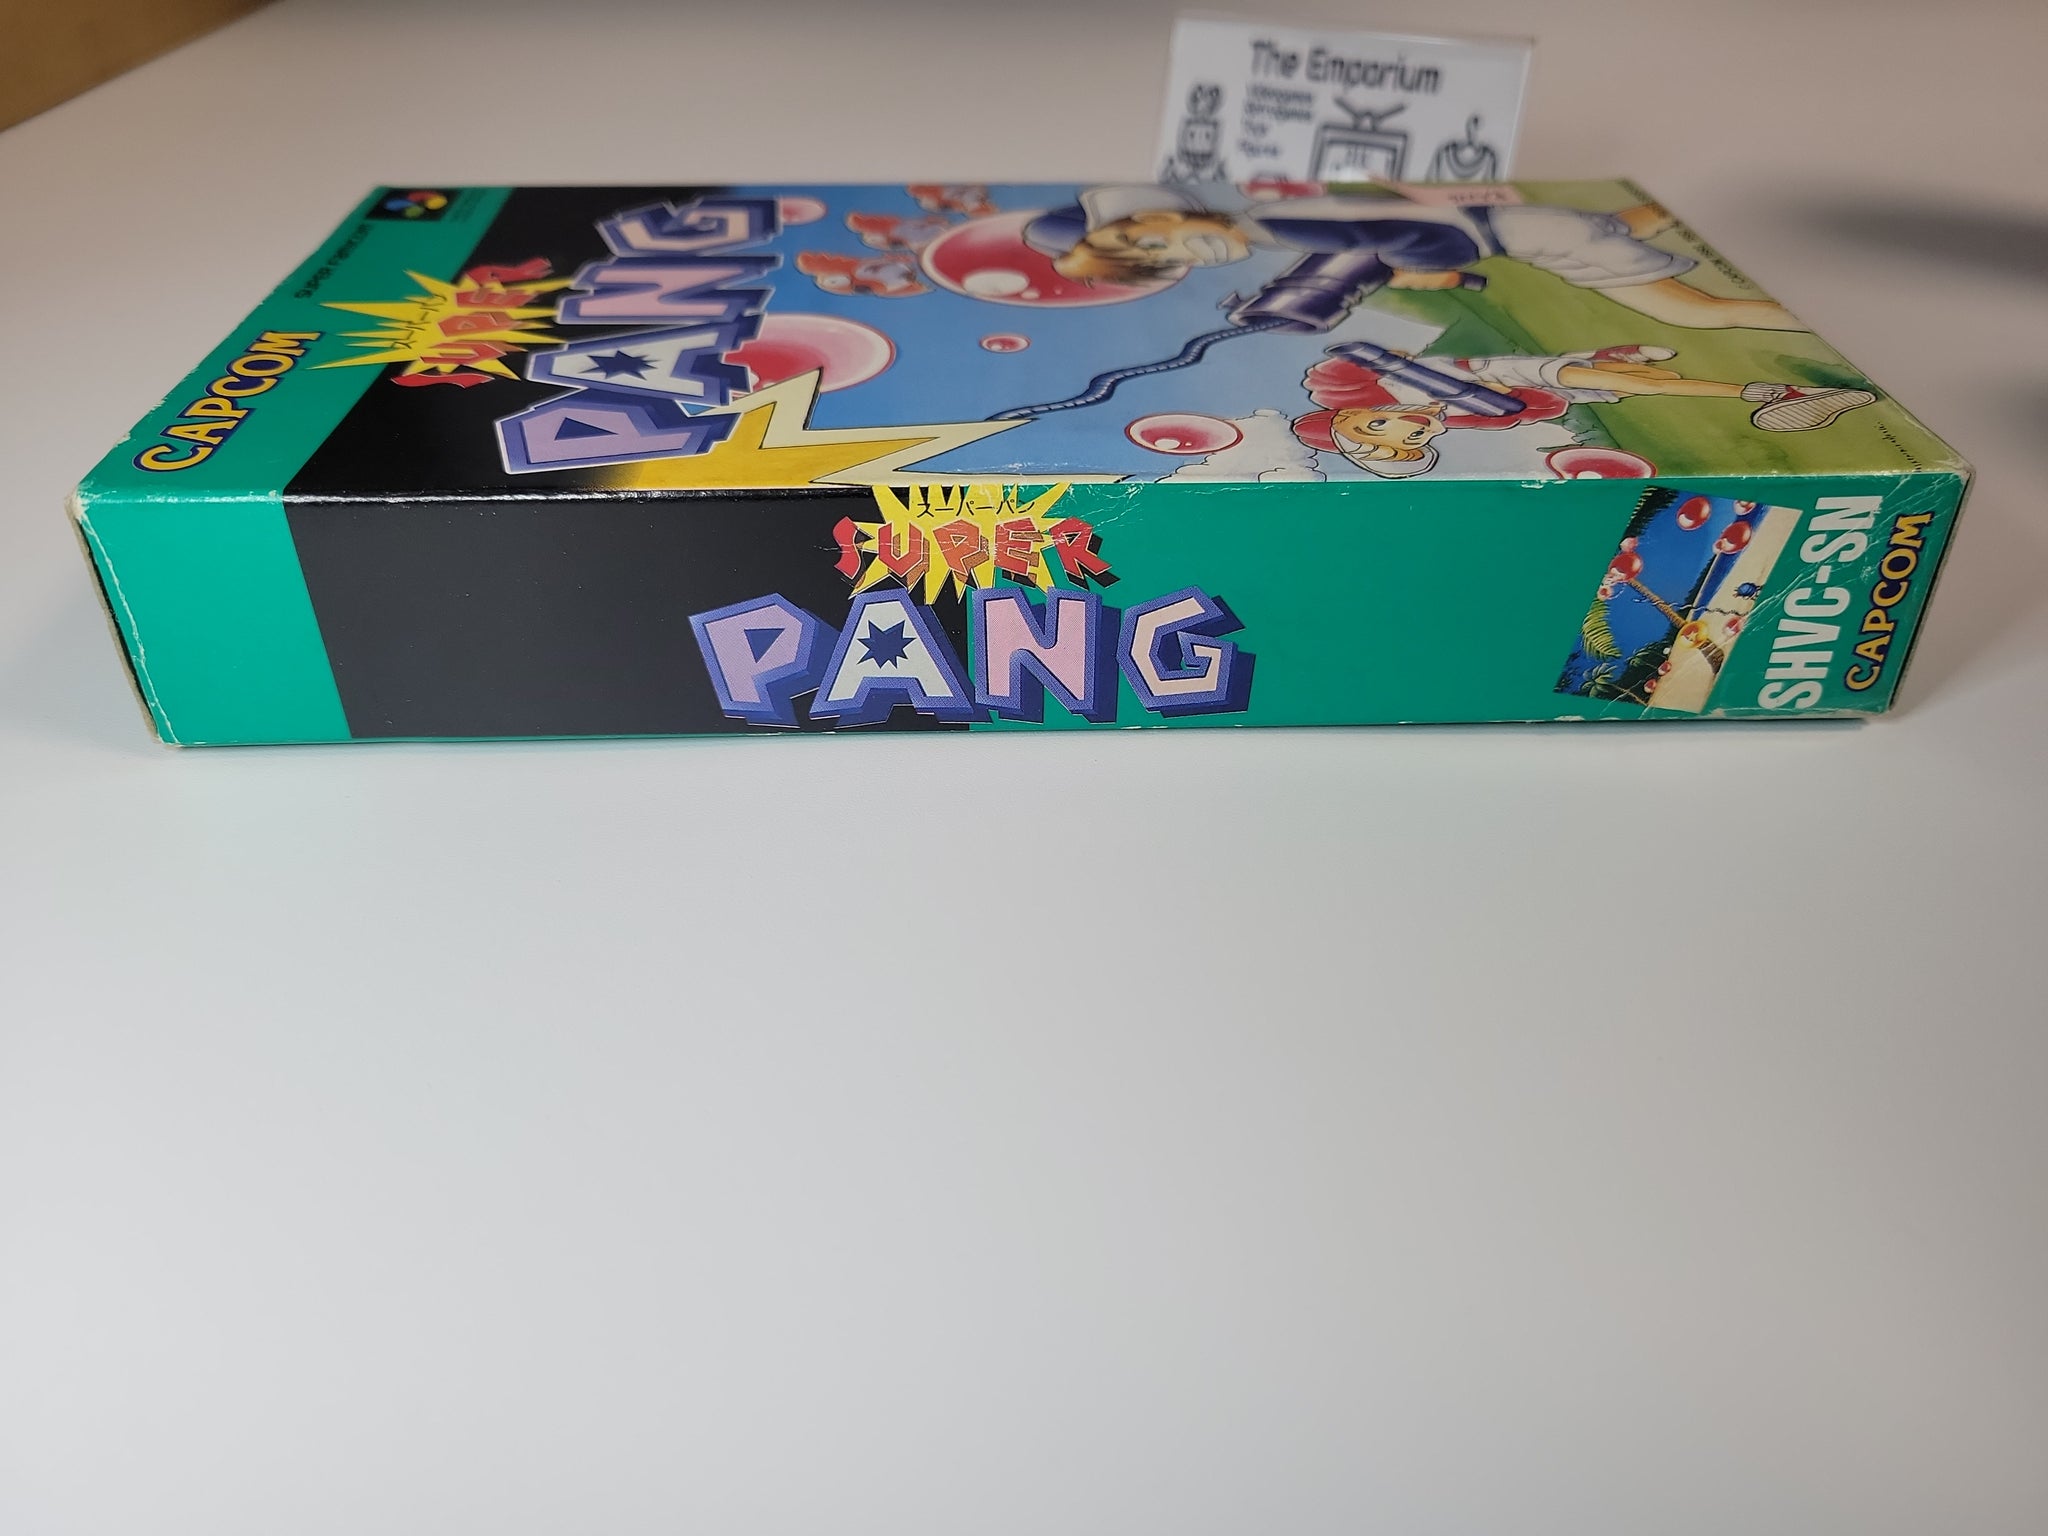 The Emporium
SUPER FAMICOM
CAPCOM
スーパーパン
SUPER
PANG
スーパーパン
SUPER
PANG
SHVC-SN
CAPCOM